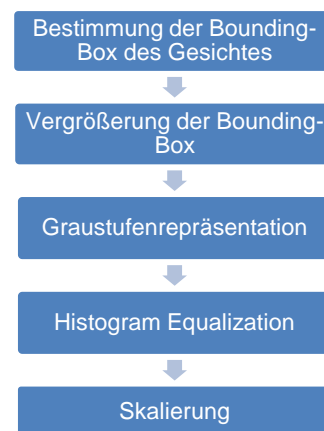 Bestimmung der Bounding-
Box des Gesichtes
Vergrößerung der Bounding-
Box
Graustufenrepräsentation
Histogram Equalization
Skalierung